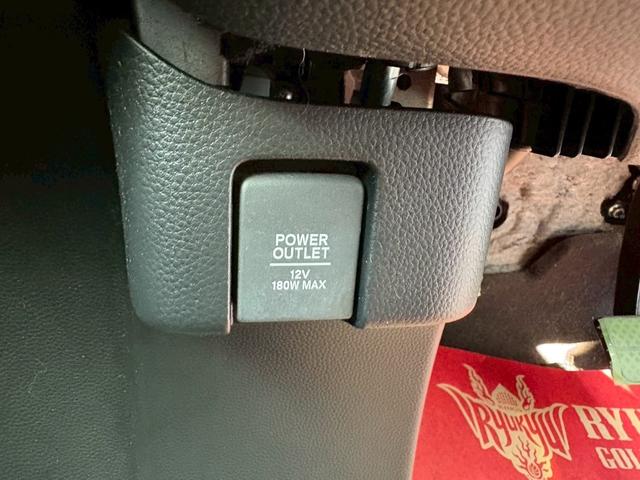 POWER
OUTLET
12V
180W MAX
RYUKYU